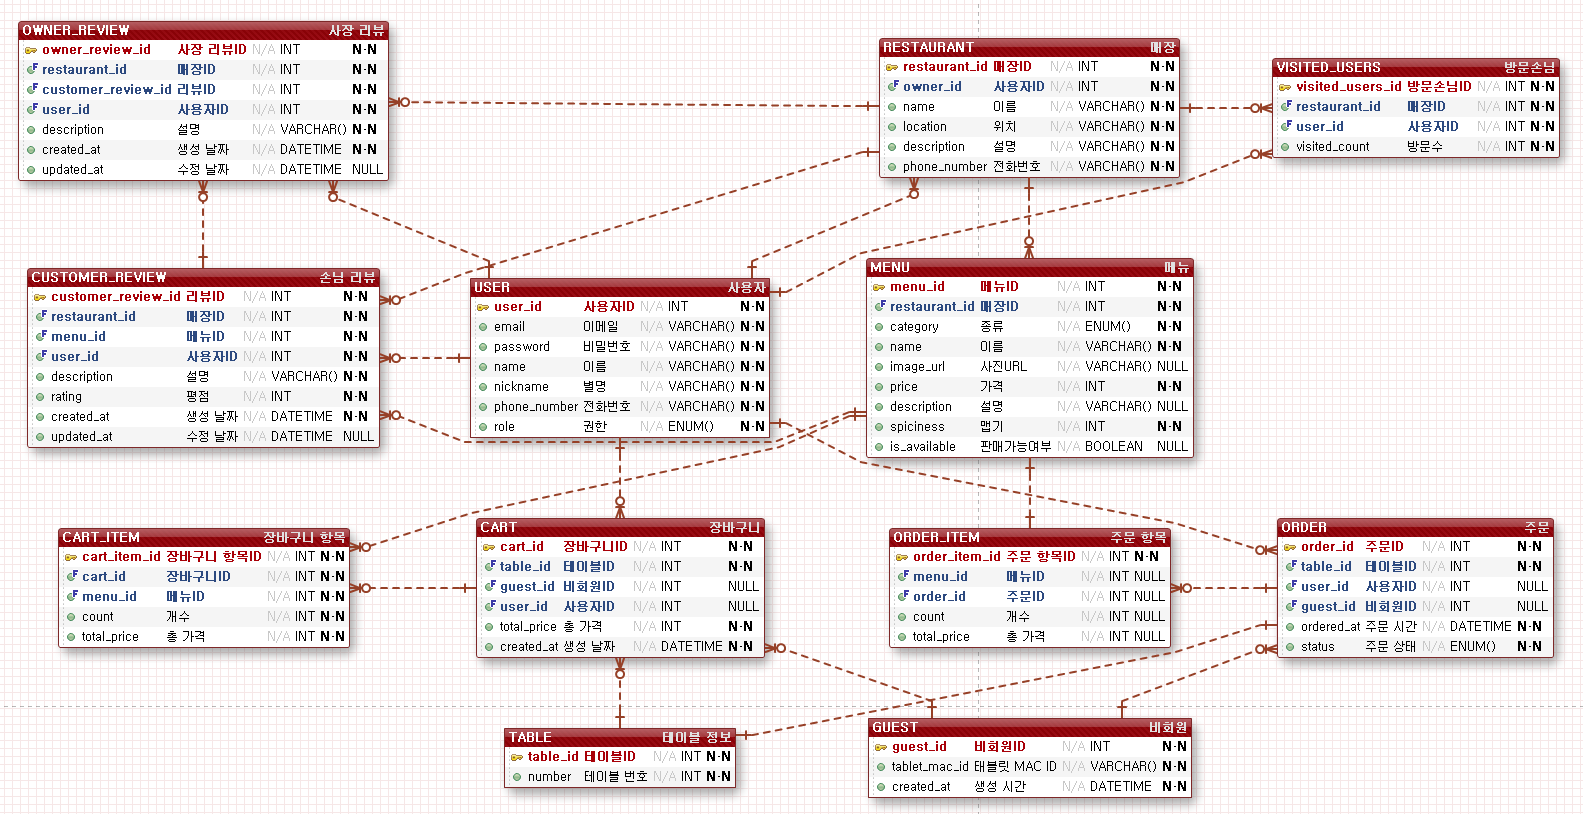 OWNER_REVIEW 사장 리뷰
owner_review_id 사장 리뷰ID N/A INT N-N
restaurant_id 매장ID N/A INT N-N
customer_review_id 리뷰ID N/A INT N-N
user_id 사용자ID N/A INT N-N
description 설명 N/A VARCHAR() N-N
created_at 생성 날짜 N/A DATETIME N-N
updated_at 수정 날짜 N/A DATETIME NULL
RESTAURANT 매장
restaurant_id 매장ID N/A INT N-N
owner_id 사용자ID N/A INT N-N
name 이름 N/A VARCHAR() N-N
location 위치 N/A VARCHAR() N-N
description 설명 N/A VARCHAR() N-N
phone_number 전화번호 N/A VARCHAR() N-N
VISITED_USERS 방문손님
visited_users_id 방문손님ID N/A INT N-N
restaurant_id 매장ID N/A INT N-N
user_id 사용자ID N/A INT N-N
visited_count 방문수 N/A INT N-N
CUSTOMER_REVIEW 손님 리뷰
customer_review_id 리뷰ID N/A INT N-N
restaurant_id 매장ID N/A INT N-N
menu_id 메뉴ID N/A INT N-N
user_id 사용자ID N/A INT N-N
description 설명 N/A VARCHAR() N-N
rating 평점 N/A INT N-N
created_at 생성 날짜 N/A DATETIME N-N
updated_at 수정 날짜 N/A DATETIME NULL
USER 사용자
user_id 사용자ID N/A INT N-N
email 이메일 N/A VARCHAR() N-N
password 비밀번호 N/A VARCHAR() N-N
name 이름 N/A VARCHAR() N-N
nickname 별명 N/A VARCHAR() N-N
phone_number 전화번호 N/A VARCHAR() N-N
role 권한 N/A ENUM() N-N
MENU 메뉴
menu_id 메뉴ID N/A INT N-N
restaurant_id 매장ID N/A INT N-N
category 종류 N/A ENUM() N-N
name 이름 N/A VARCHAR() N-N
image_url 사진URL N/A VARCHAR() NULL
price 가격 N/A INT N-N
description 설명 N/A VARCHAR() NULL
spiciness 맵기 N/A INT N-N
is_available 판매가능여부 N/A BOOLEAN NULL
CART_ITEM 장바구니 항목
cart_item_id 장바구니 항목ID N/A INT N-N
cart_id 장바구니ID N/A INT N-N
menu_id 메뉴ID N/A INT N-N
count 개수 N/A INT N-N
total_price 총 가격 N/A INT N-N
CART 장바구니
cart_id 장바구니ID N/A INT N-N
table_id 테이블ID N/A INT N-N
guest_id 비회원ID N/A INT NULL
user_id 사용자ID N/A INT NULL
total_price 총 가격 N/A INT N-N
created_at 생성 날짜 N/A DATETIME N-N
ORDER_ITEM 주문 항목
order_item_id 주문 항목ID N/A INT N-N
menu_id 메뉴ID N/A INT NULL
order_id 주문ID N/A INT NULL
count 개수 N/A INT NULL
total_price 총 가격 N/A INT NULL
ORDER 주문
order_id 주문ID N/A INT N-N
table_id 테이블ID N/A INT N-N
user_id 사용자ID N/A INT NULL
guest_id 비회원ID N/A INT NULL
ordered_at 주문 시간 N/A DATETIME N-N
status 주문 상태 N/A ENUM() N-N
TABLE 테이블 정보
table_id 테이블ID N/A INT N-N
number 테이블 번호 N/A INT N-N
GUEST 비회원
guest_id 비회원ID N/A INT N-N
tablet_mac_id 태블릿 MAC ID N/A VARCHAR() N-N
created_at 생성 시간 N/A DATETIME N-N